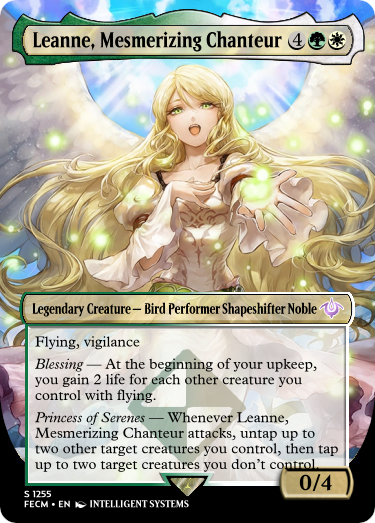 Leanne, Mesmerizing Chanteur 4
Legendary Creature — Bird Performer Shapeshifter Noble
Flying, vigilance
Blessing — At the beginning of your upkeep,
you gain 2 life for each other creature you
control with flying.
Princess of Serenes — Whenever Leanne,
Mesmerizing Chanteur attacks, untap up to
two other target creatures you control, then tap
up to two target creatures you don't control.
0/4
S 1255
FECM • EN INTELLIGENT SYSTEMS